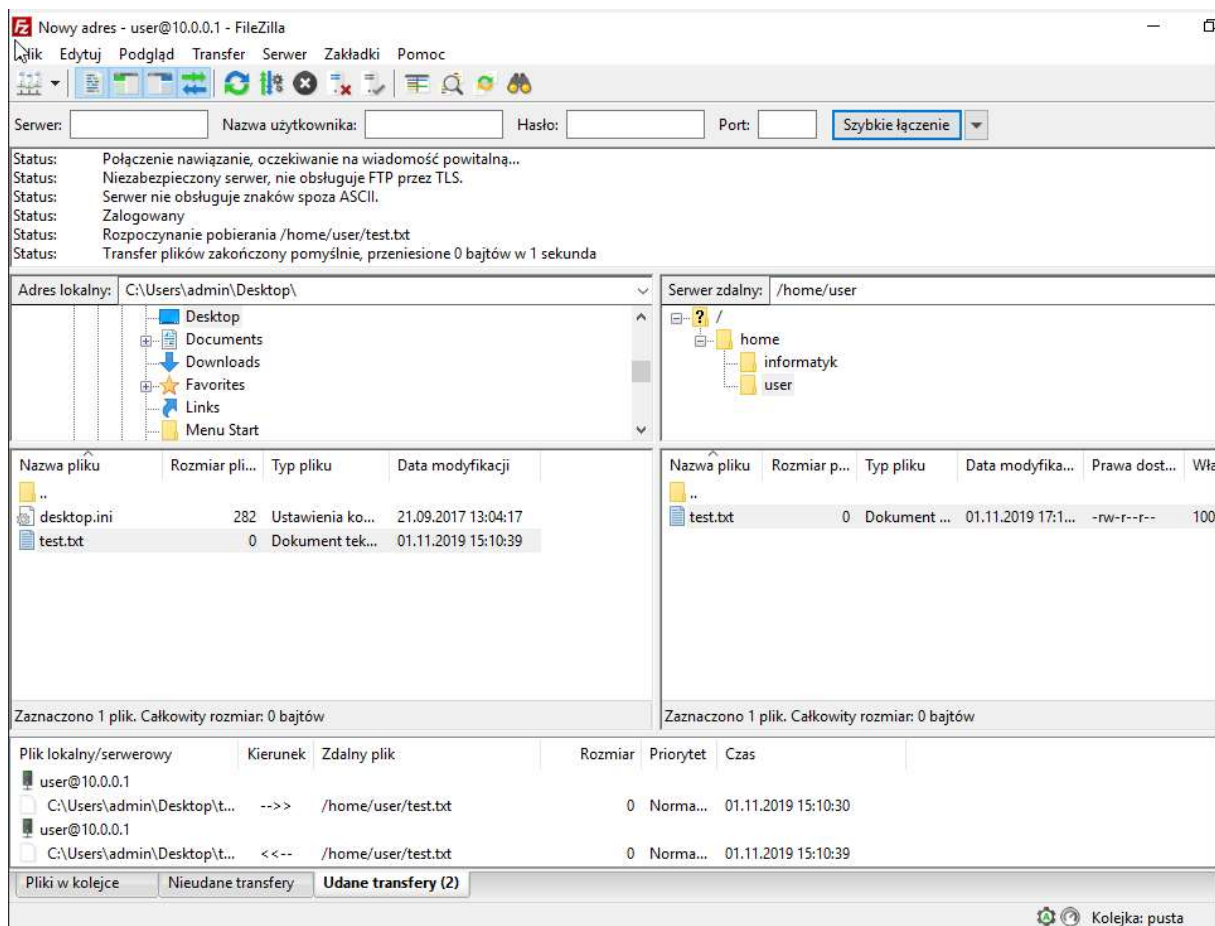 Nowy adres - user@10.0.0.1 - FileZilla
Plik Edytuj Podgląd Transfer Serwer Zakładki Pomoc
Serwer: Nazwa użytkownika: Hasło: Port: Szybkie łączenie
Status: Połączenie nawiązanie, oczekiwanie na wiadomość powitalną...
Status: Niezabezpieczony serwer, nie obsługuje FTP przez TLS.
Status: Serwer nie obsługuje znaków spoza ASCII.
Status: Zalogowany
Status: Rozpoczynanie pobierania /home/user/test.txt
Status: Transfer plików zakończony pomyślnie, przeniesione 0 bajtów w 1 sekunda
Adres lokalny: C:\Users\admin\Desktop\
Desktop
Documents
Downloads
Favorites
Links
Menu Start
Serwer zdalny: /home/user
? /
home
informatyk
user
Nazwa pliku Rozmiar pli... Typ pliku Data modyfikacji
..
desktop.ini 282 Ustawienia ko... 21.09.2017 13:04:17
test.txt 0 Dokument tek... 01.11.2019 15:10:39
Zaznaczono 1 plik. Całkowity rozmiar: 0 bajtów
Nazwa pliku Rozmiar p... Typ pliku Data modyfika... Prawa dost... Wła
..
test.txt 0 Dokument ... 01.11.2019 17:1... -rw-r--r-- 100
Zaznaczono 1 plik. Całkowity rozmiar: 0 bajtów
Plik lokalny/serwerowy Kierunek Zdalny plik Rozmiar Priorytet Czas
user@10.0.0.1
C:\Users\admin\Desktop\t... -->> /home/user/test.txt 0 Norma... 01.11.2019 15:10:30
user@10.0.0.1
C:\Users\admin\Desktop\t... <<-- /home/user/test.txt 0 Norma... 01.11.2019 15:10:39
Pliki w kolejce Nieudane transfery Udane transfery (2)
Kolejka: pusta